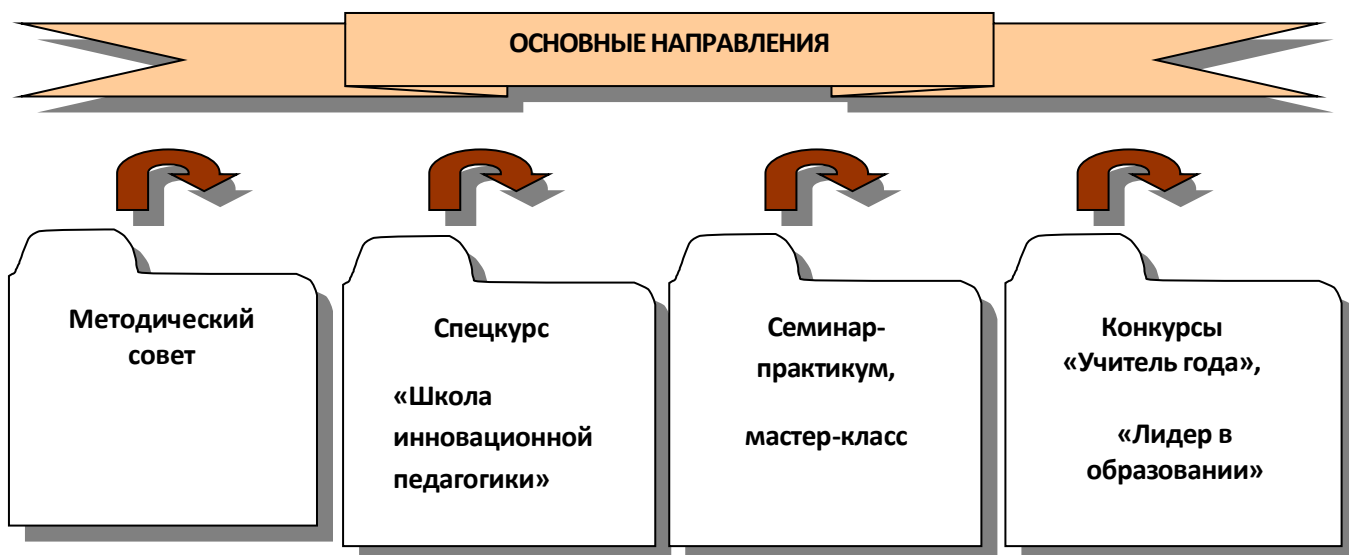 ОСНОВНЫЕ НАПРАВЛЕНИЯ
Методический
совет
Спецкурс
«Школа
инновационной
педагогики»
Семинар-
практикум,
мастер-класс
Конкурсы
«Учитель года»,
«Лидер в
образовании»